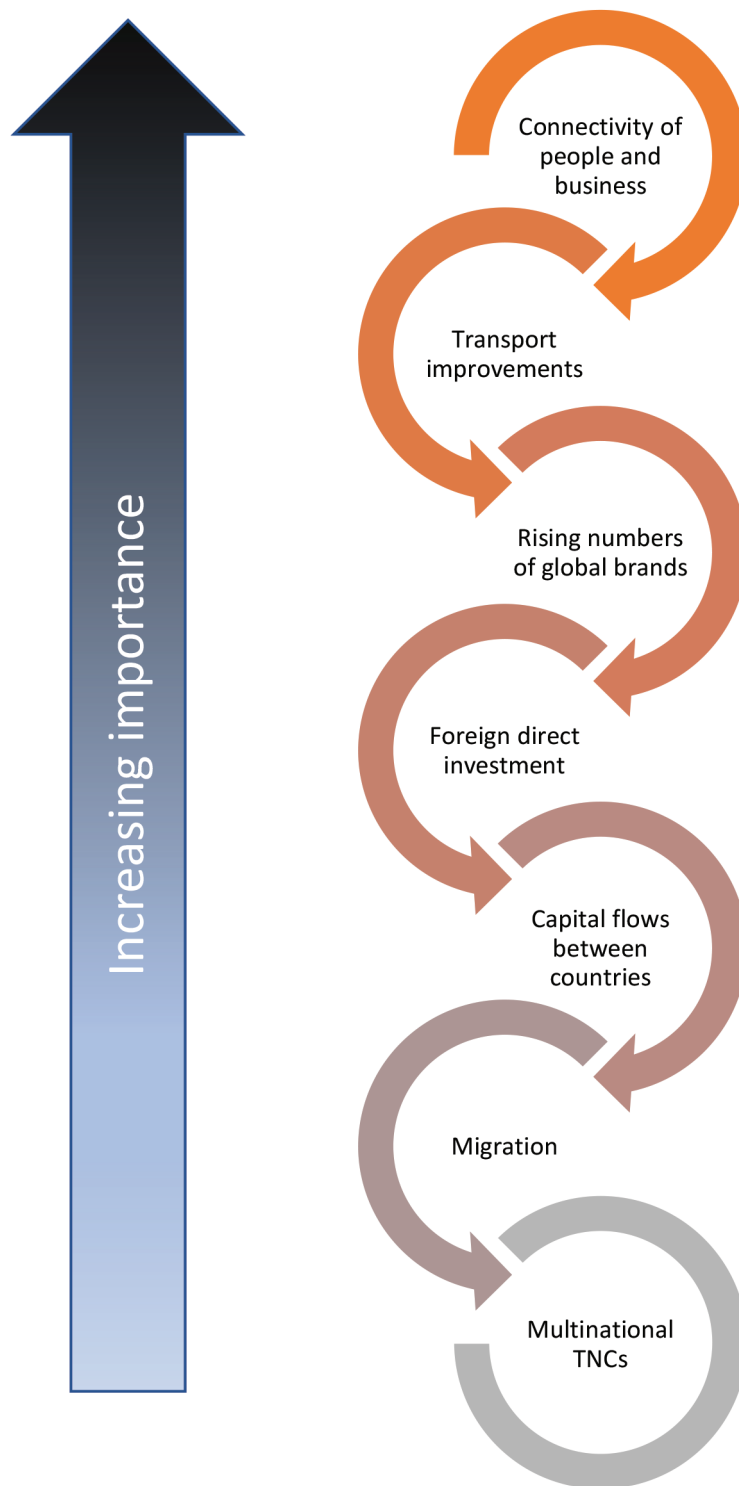 Connectivity of
people and
business
Transport
improvements
Rising numbers
of global brands
Foreign direct
investment
Capital flows
between
countries
Migration
Multinational
TNCs
Increasing importance